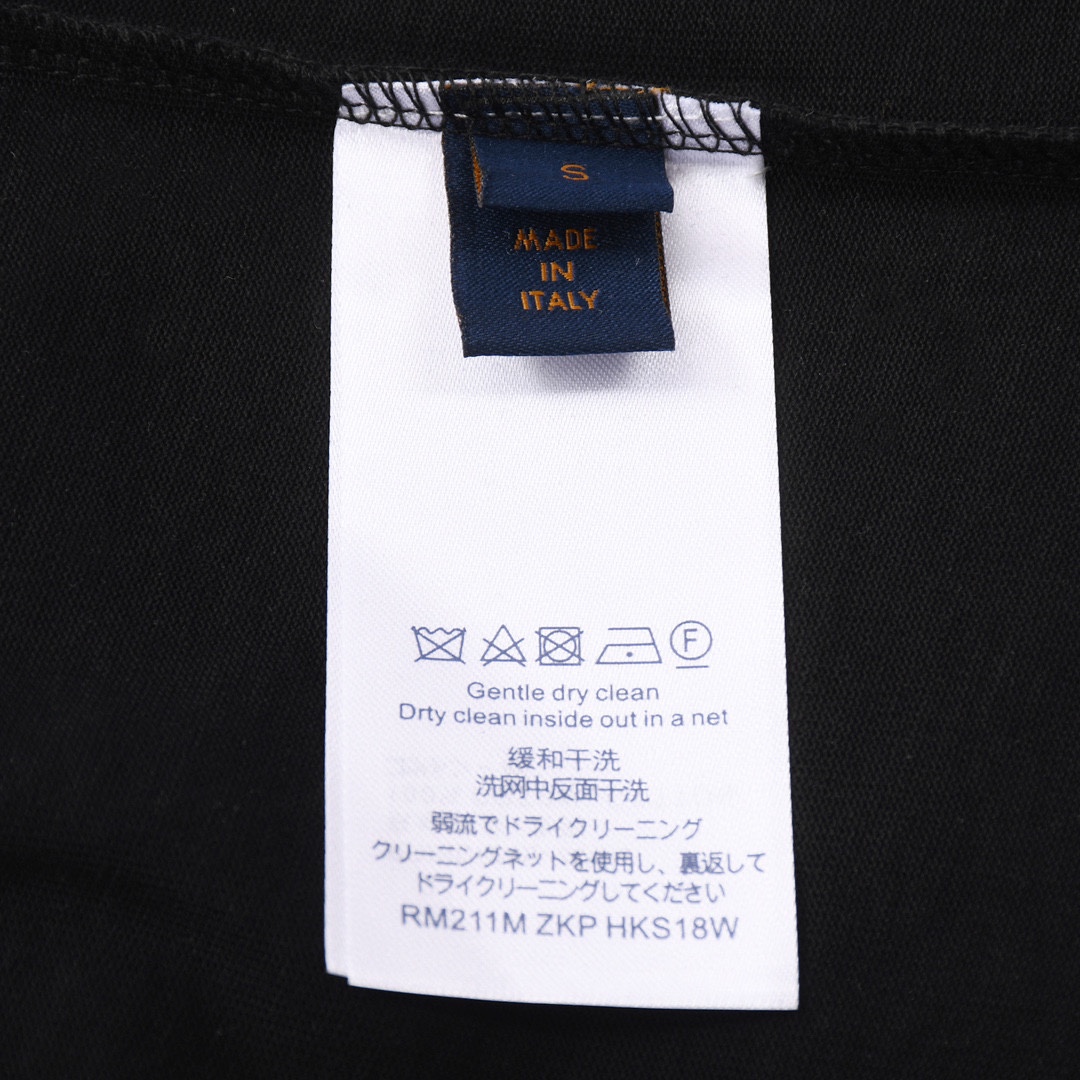 S
MADE
IN
ITALY
F
Gentle dry clean
Drty clean inside out in a net
缓和干洗
洗网中反面干洗
弱流でドライクリーニング
クリーニングネットを使用し、裏返して
ドライクリーニングしてください
RM211M ZKP HKS18W